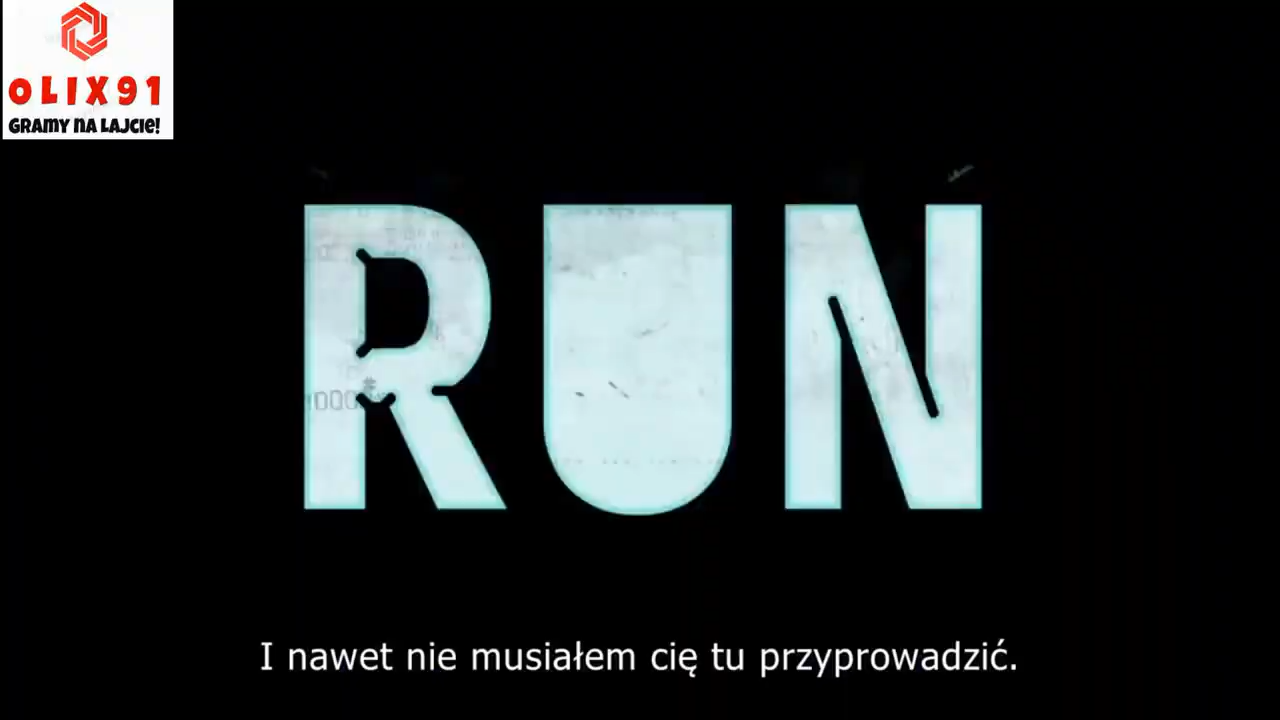 OLIX91
GRAMY NA LAJCIE!
RUN
I nawet nie musiałem cię tu przyprowadzić.